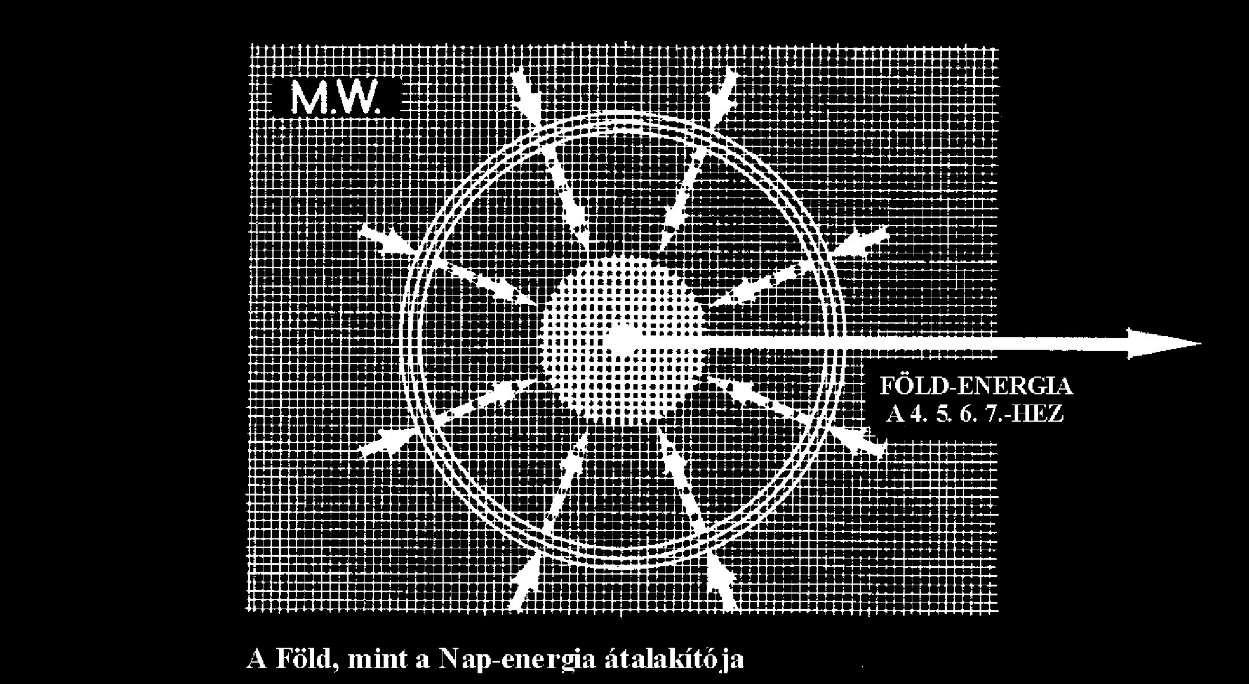 M.W.
FÖLD-ENERGIA
A 4. 5. 6. 7.-HEZ
A Föld, mint a Nap-energia átalakítója